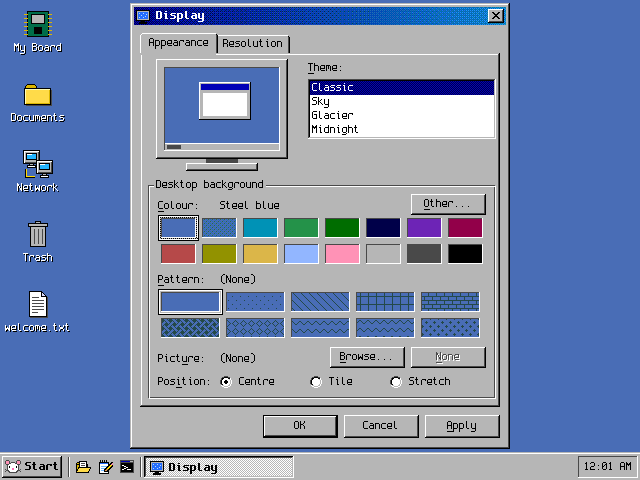 My Board
Documents
Network
Trash
welcome.txt
Display
Appearance
Resolution
Theme:
Classic
Sky
Glacier
Midnight
Desktop background
Colour: Steel blue
Other...
Pattern: (None)
Picture: (None)
Browse...
None
Position: Centre Tile Stretch
OK
Cancel
Apply
Start
Display
12:01 AM